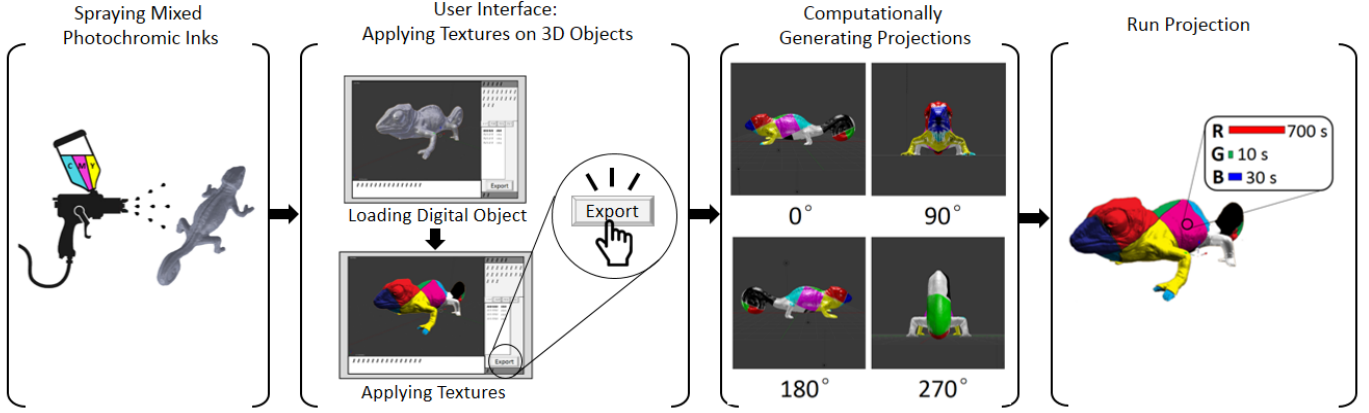 Spraying Mixed
Photochromic Inks
C M Y
User Interface:
Applying Textures on 3D Objects
Export
Loading Digital Object
Export
Export
Applying Textures
Computationally
Generating Projections
0°
90°
180°
270°
Run Projection
R 700 s
G 10 s
B 30 s